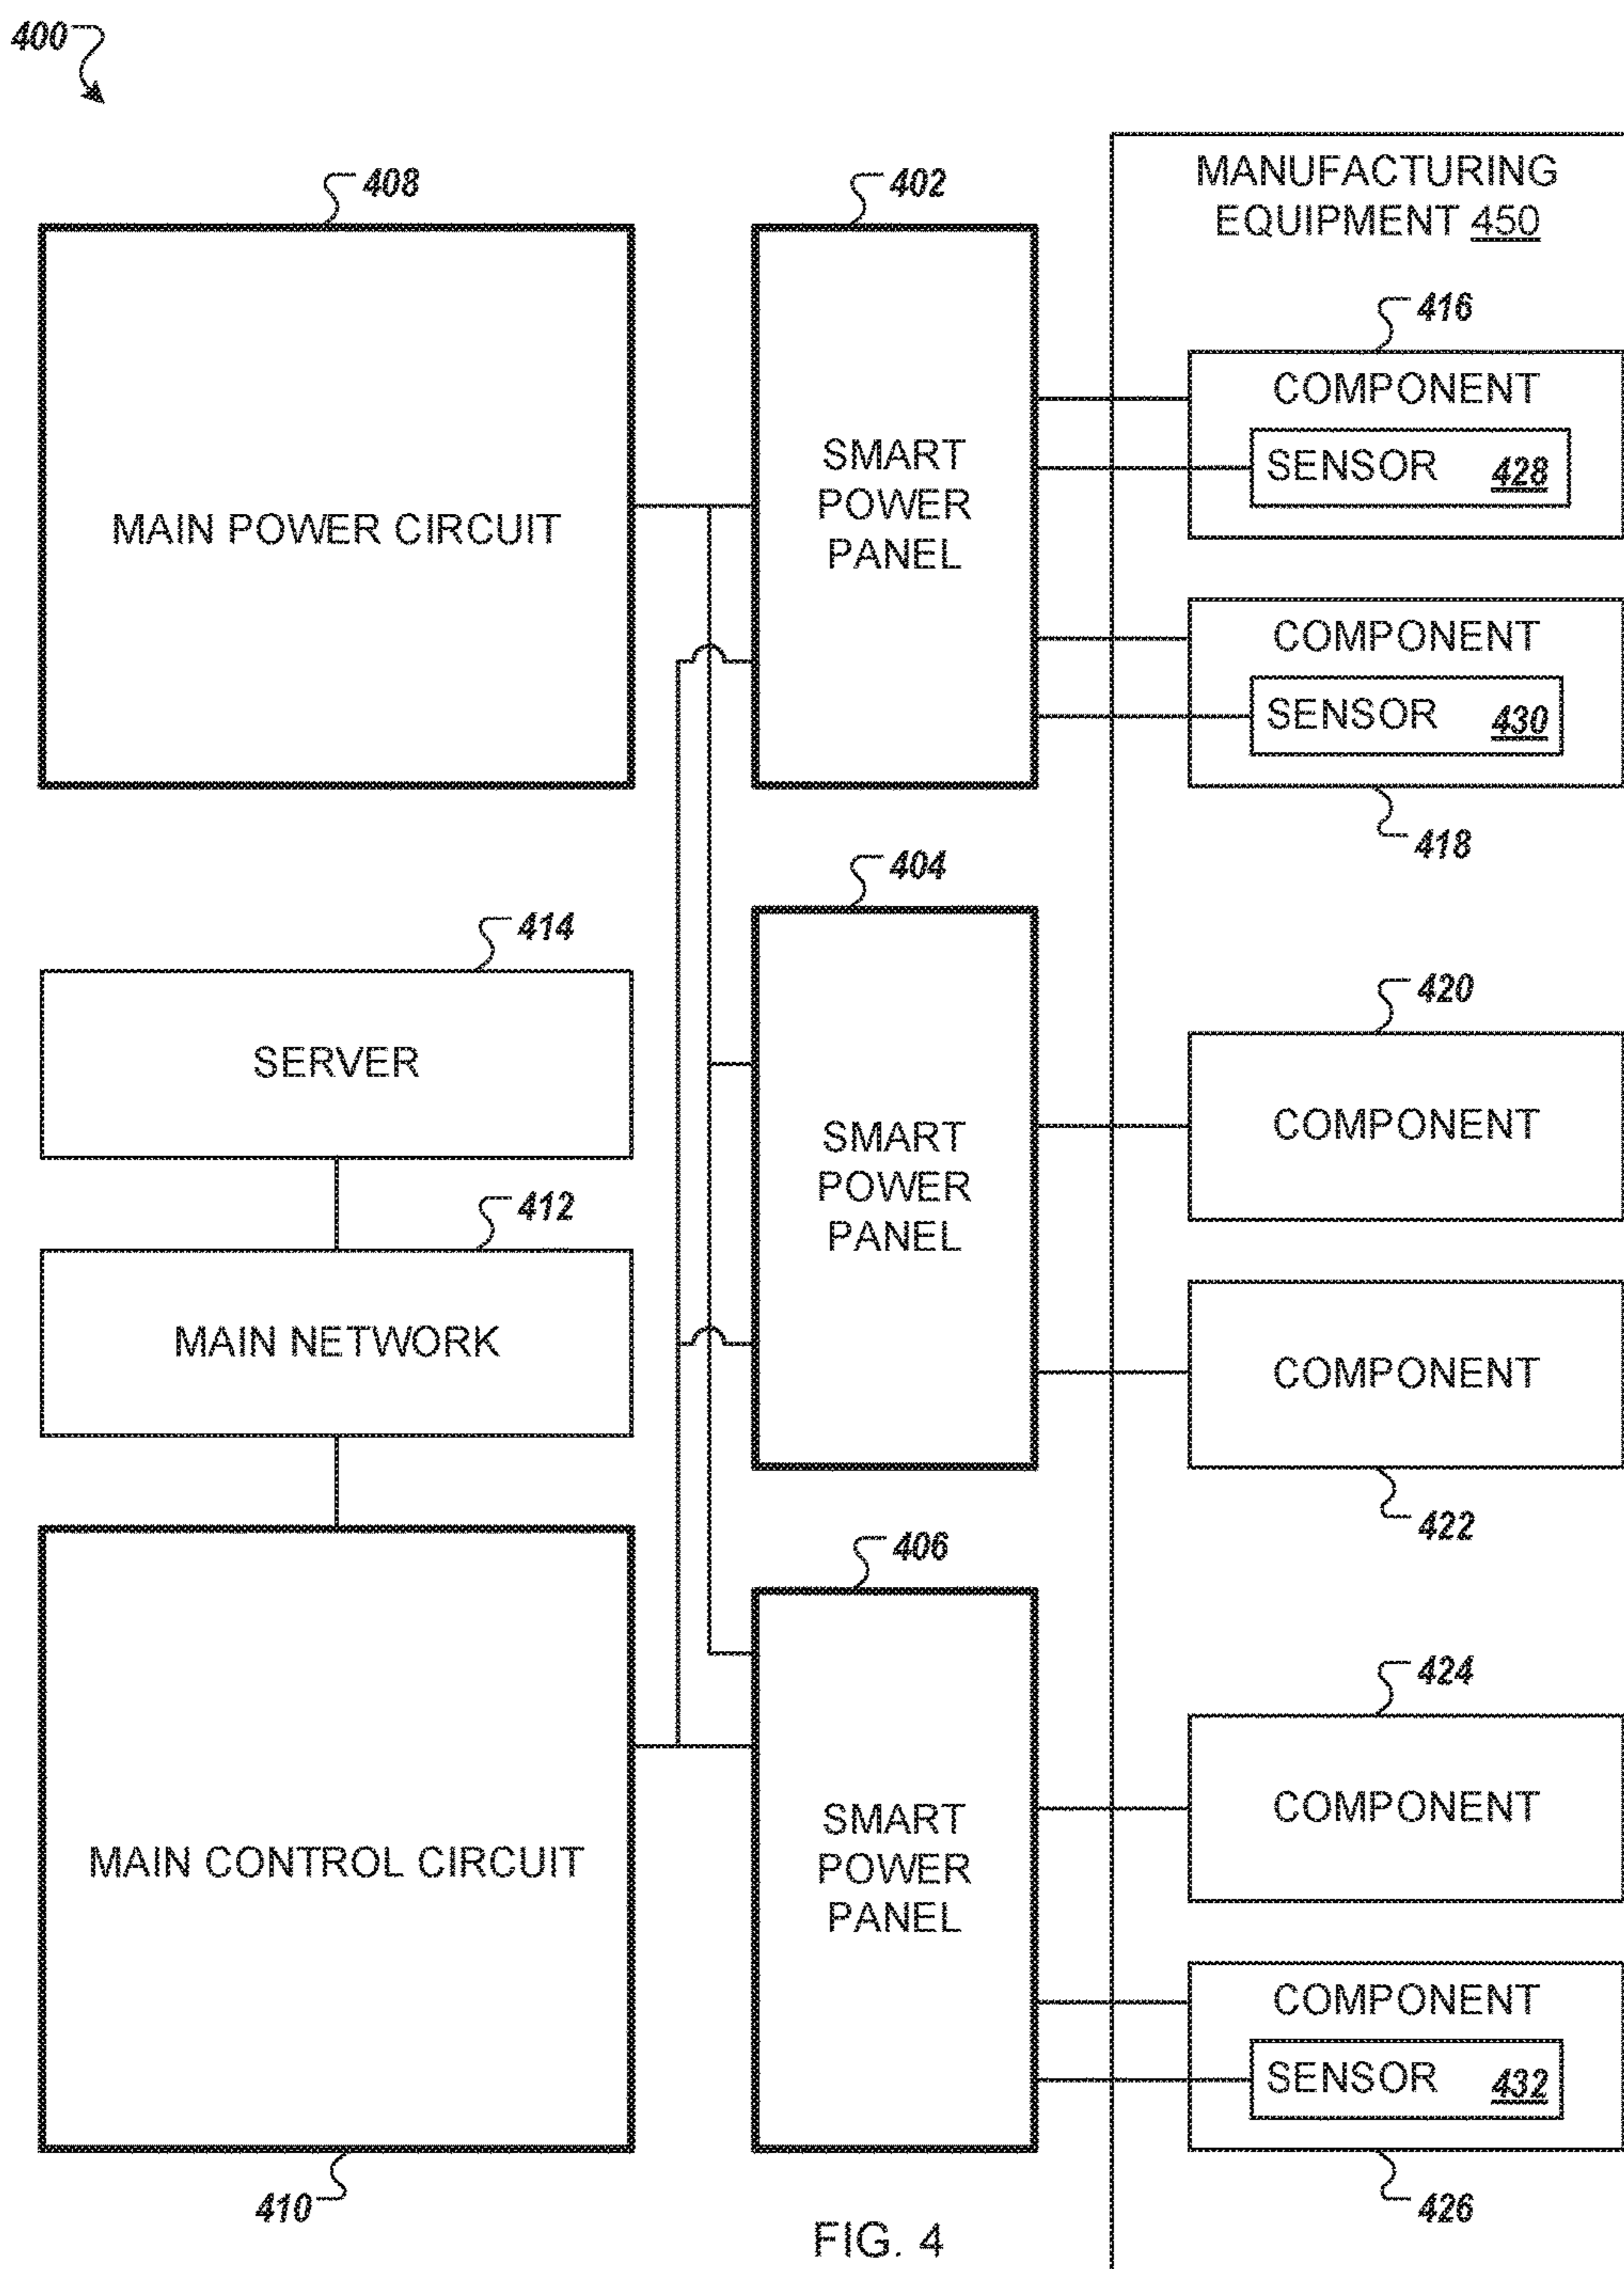 400
408
MAIN POWER CIRCUIT
402
SMART
POWER
PANEL
MANUFACTURING
EQUIPMENT 450
416
COMPONENT
SENSOR 428
COMPONENT
SENSOR 430
418
414
SERVER
412
MAIN NETWORK
404
SMART
POWER
PANEL
420
COMPONENT
COMPONENT
422
MAIN CONTROL CIRCUIT
410
406
SMART
POWER
PANEL
424
COMPONENT
COMPONENT
SENSOR 432
426
FIG. 4